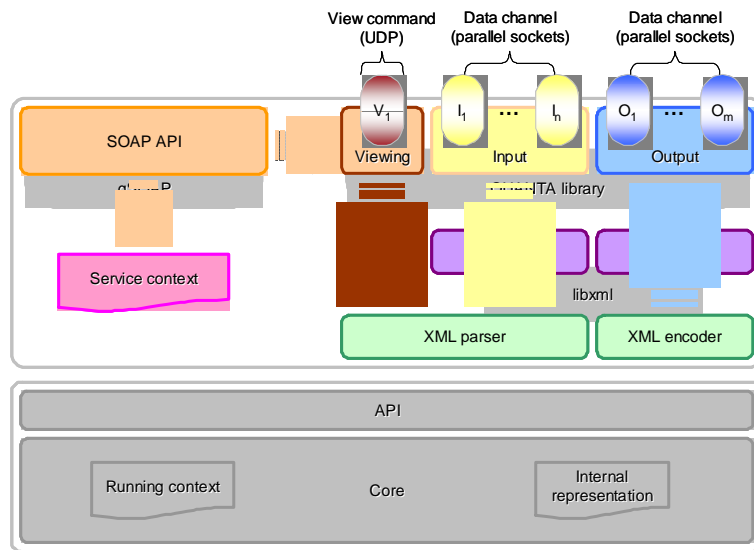 View command
(UDP)
Data channel
(parallel sockets)
Data channel
(parallel sockets)
V1
I1
...
In
O1
...
Om
SOAP API
Viewing
Input
Output
library
Service context
libxml
XML parser
XML encoder
API
Running context
Core
Internal
representation